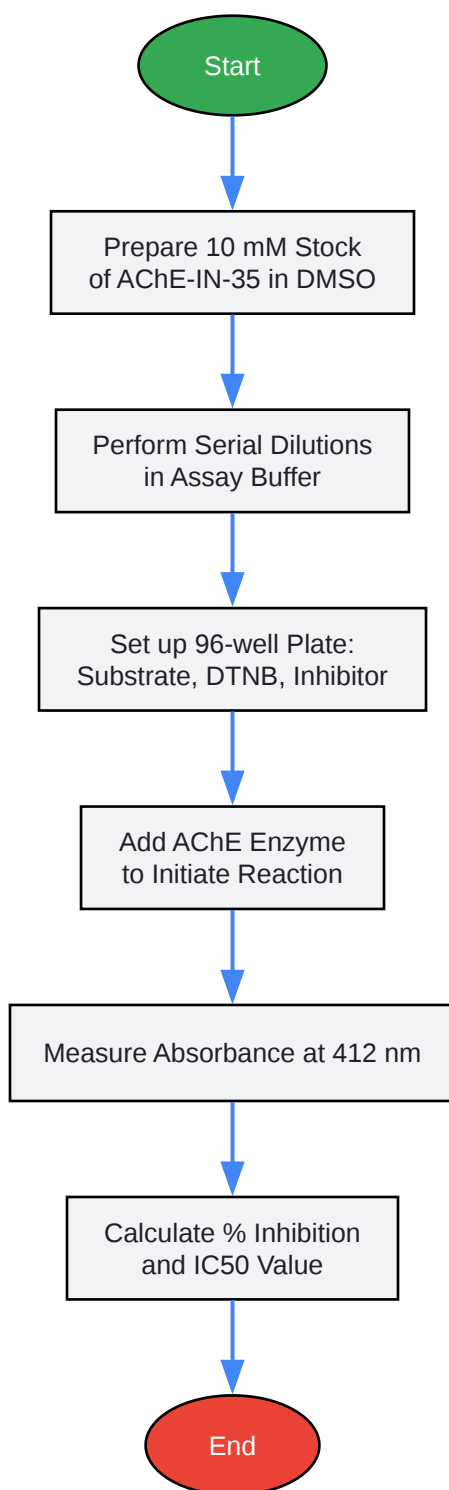 Start
Prepare 10 mM Stock
of AChE-IN-35 in DMSO
Perform Serial Dilutions
in Assay Buffer
Set up 96-well Plate:
Substrate, DTNB, Inhibitor
Add AChE Enzyme
to Initiate Reaction
Measure Absorbance at 412 nm
Calculate % Inhibition
and IC50 Value
End